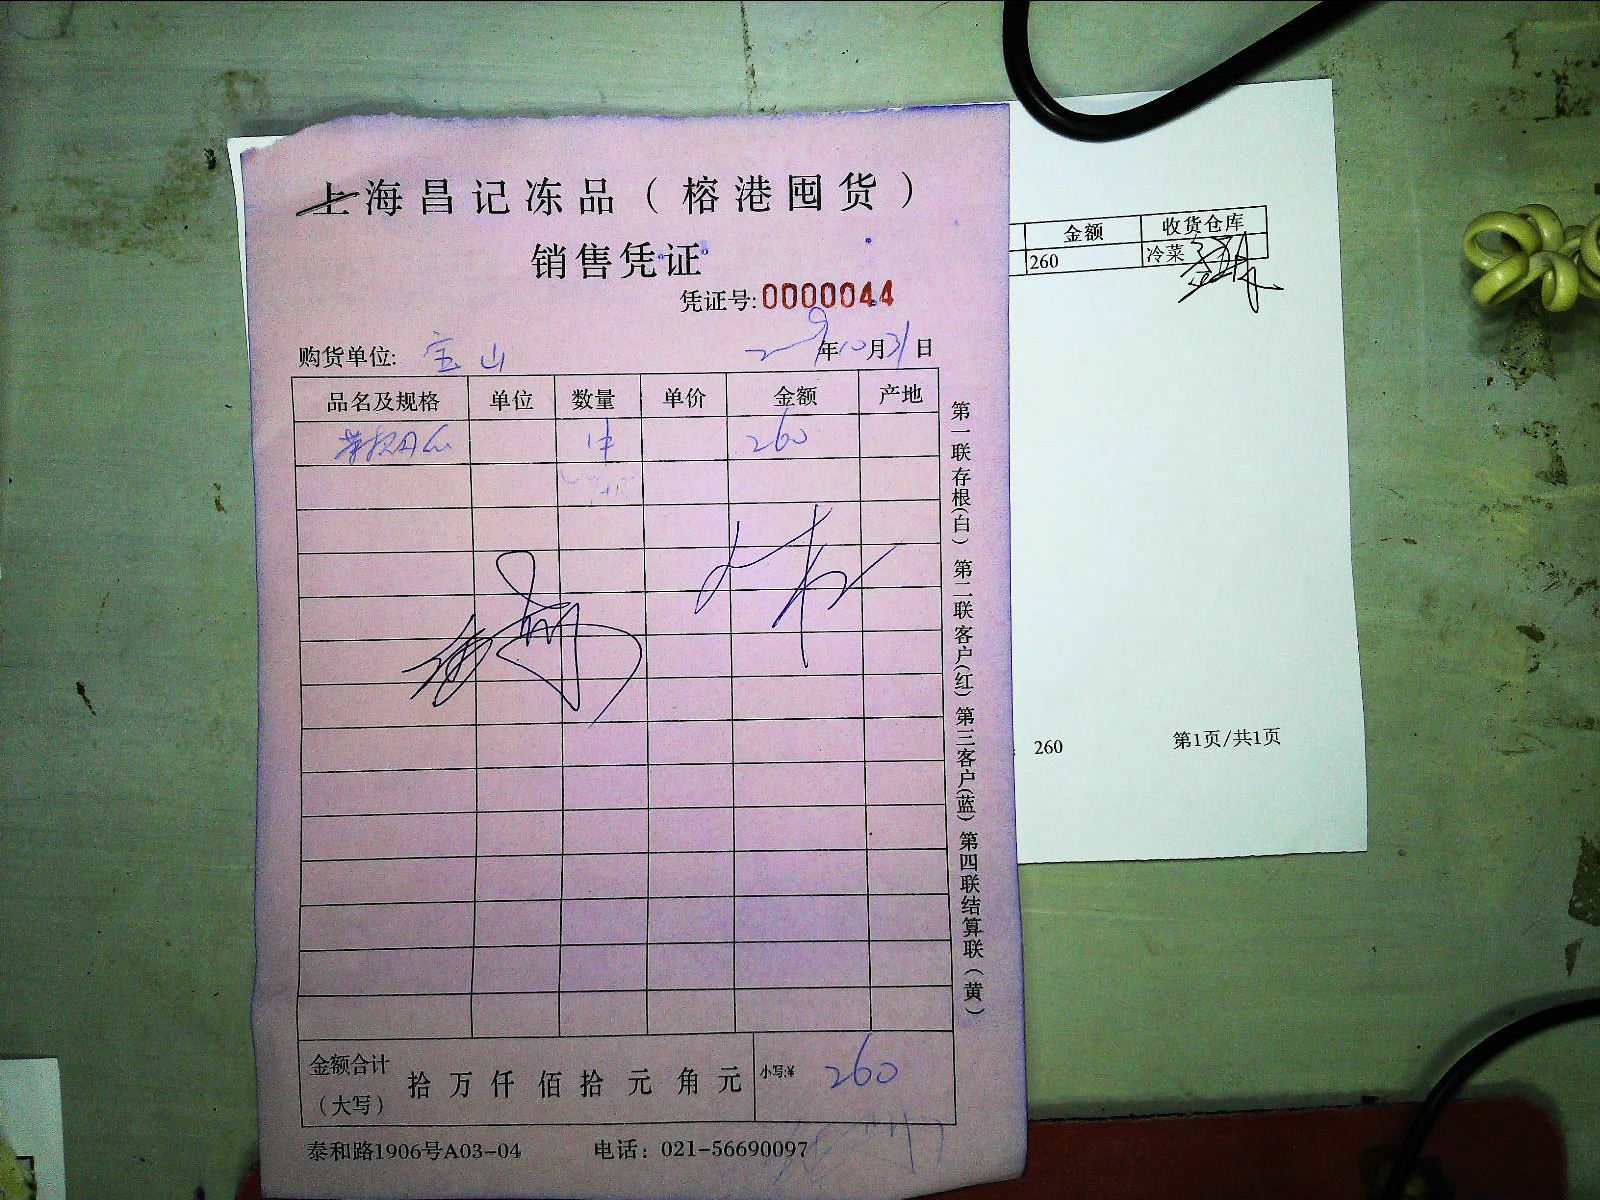 上海昌记冻品（榕港囤货）
销售凭证
凭证号:0000044
购货单位: 宝山 年10月31日
品名及规格 单位 数量 单价 金额 产地
1件 260
第一联存根(白) 第二联客户(红) 第三客户(蓝) 第四联结算联(黄)
金额合计（大写） 拾万仟佰拾元角元 小写:¥ 260
泰和路1906号A03-04 电话：021-56690097
金额 收货仓库
260 冷菜
260 第1页/共1页